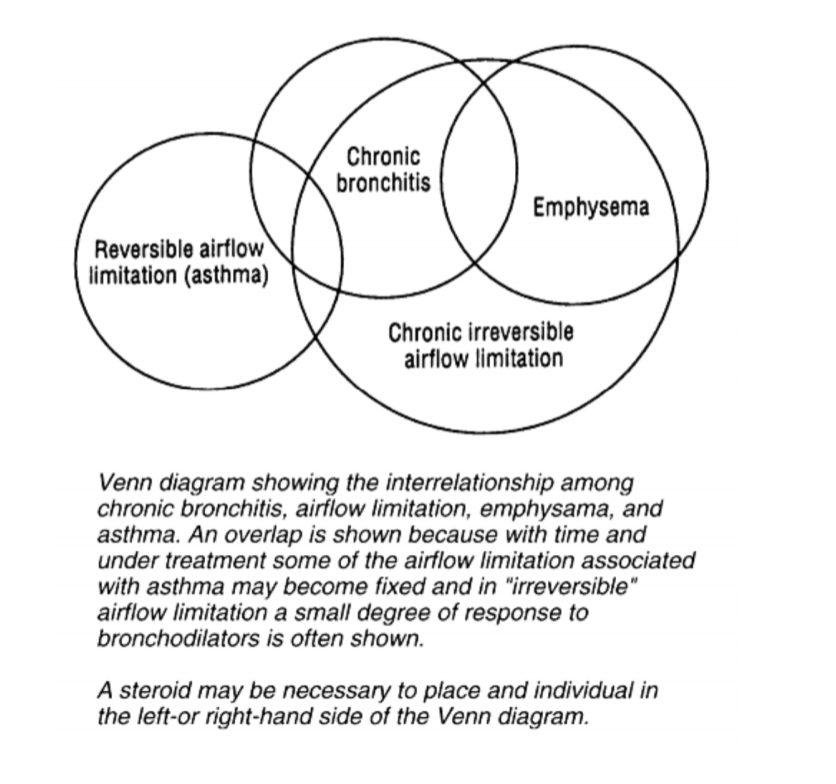 Chronic
bronchitis
Emphysema
Reversible airflow
limitation (asthma)
Chronic irreversible
airflow limitation
Venn diagram showing the interrelationship among
chronic bronchitis, airflow limitation, emphysama, and
asthma. An overlap is shown because with time and
under treatment some of the airflow limitation associated
with asthma may become fixed and in "irreversible"
airflow limitation a small degree of response to
bronchodilators is often shown.
A steroid may be necessary to place and individual in
the left-or right-hand side of the Venn diagram.